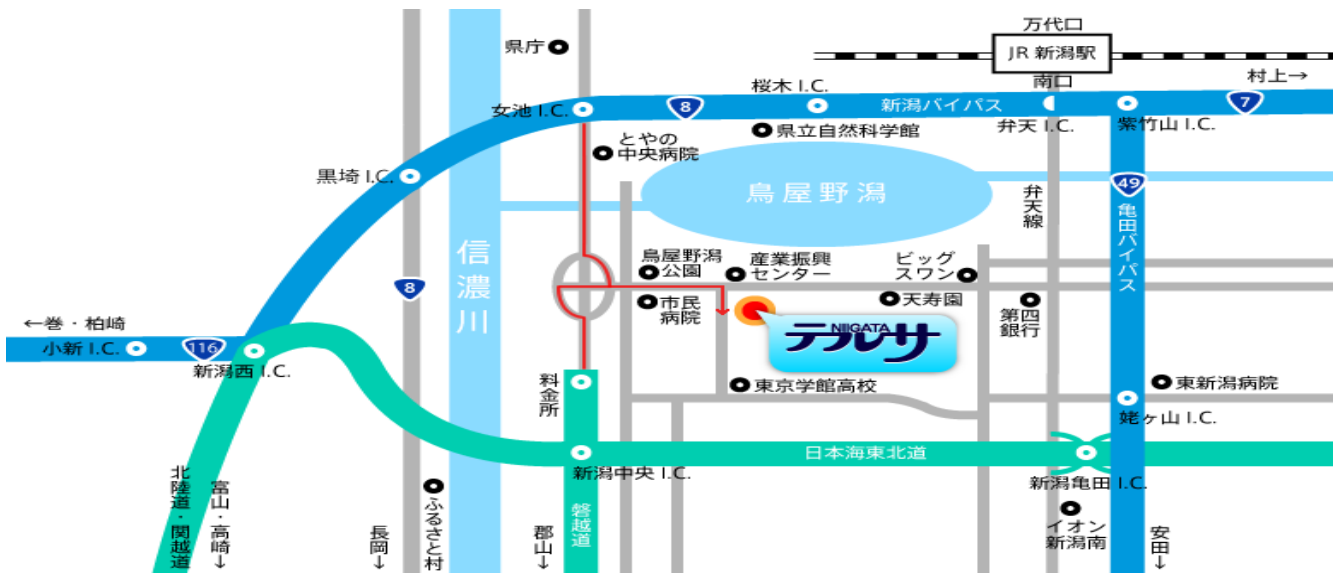 万代口
JR 新潟駅
南口
村上→
県庁
女池 I.C.
8
桜木 I.C.
新潟バイパス
弁天 I.C.
紫竹山 I.C.
7
県立自然科学館
とやの
中央病院
黒埼 I.C.
鳥屋野潟
49
弁天線
亀田バイパス
信濃川
8
鳥屋野潟
公園
産業振興
センター
ビッグ
スワン
市民
病院
天寿園
第四
銀行
NIIGATA
テルサ
←巻・柏崎
小新 I.C.
116
新潟西 I.C.
料金所
東京学館高校
東新潟病院
姥ヶ山 I.C.
日本海東北道
新潟中央 I.C.
新潟亀田 I.C.
北陸道・関越道
富山・高崎→
長岡→
ふるさと村
郡山→
磐越道
イオン
新潟南
安田→